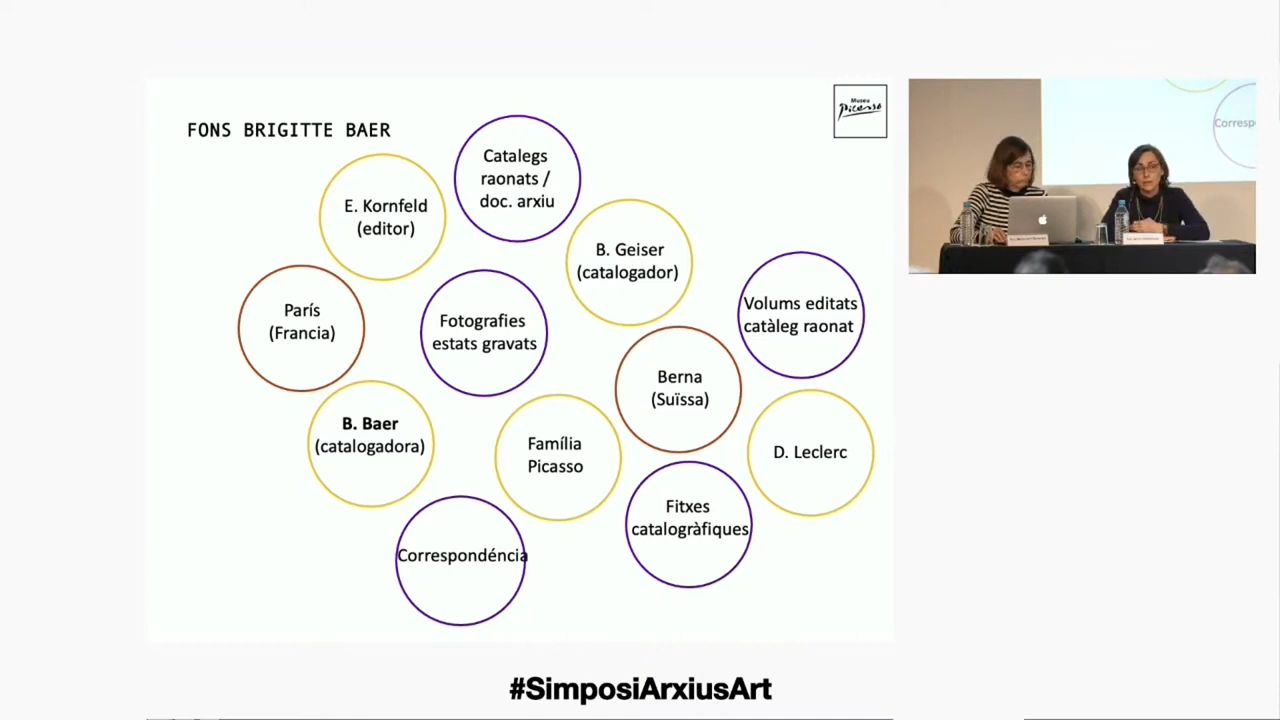 FONS BRIGITTE BAER
Museu
Picasso
Catalegs
raonats /
doc. arxiu
E. Kornfeld
(editor)
B. Geiser
(catalogador)
París
(Francia)
Fotografies
estats gravats
Volums editats
catàleg raonat
Berna
(Suïssa)
B. Baer
(catalogadora)
Família
Picasso
D. Leclerc
Fitxes
catalogràfiques
Correspondéncia
Corresp
#SimposiArxiusArt